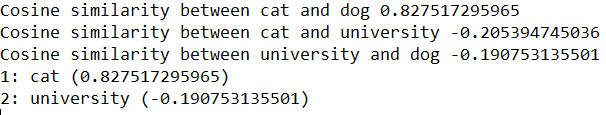 Cosine similarity between cat and dog 0.827517295965
Cosine similarity between cat and university -0.205394745036
Cosine similarity between university and dog -0.190753135501
1: cat (0.827517295965)
2: university (-0.190753135501)